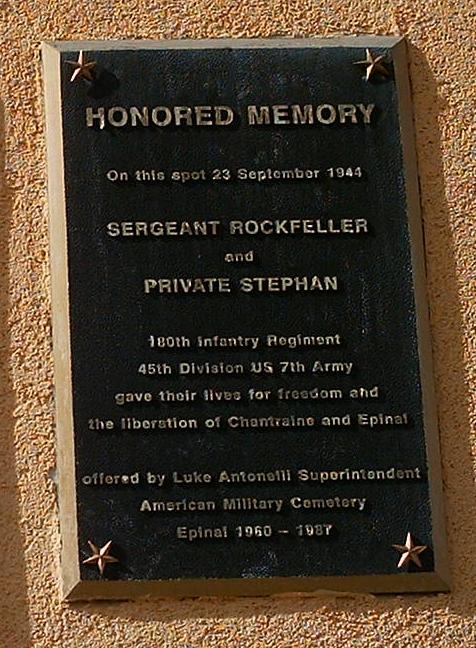 HONORED MEMORY
On this spot 23 September 1944
SERGEANT ROCKFELLER
and
PRIVATE STEPHAN
180th Infantry Regiment
45th Division US 7th Army
gave their lives for freedom and
the liberation of Chantraine and Epinal
offered by Luke Antonelli Superintendent
American Military Cemetery
Epinal 1960 - 1987